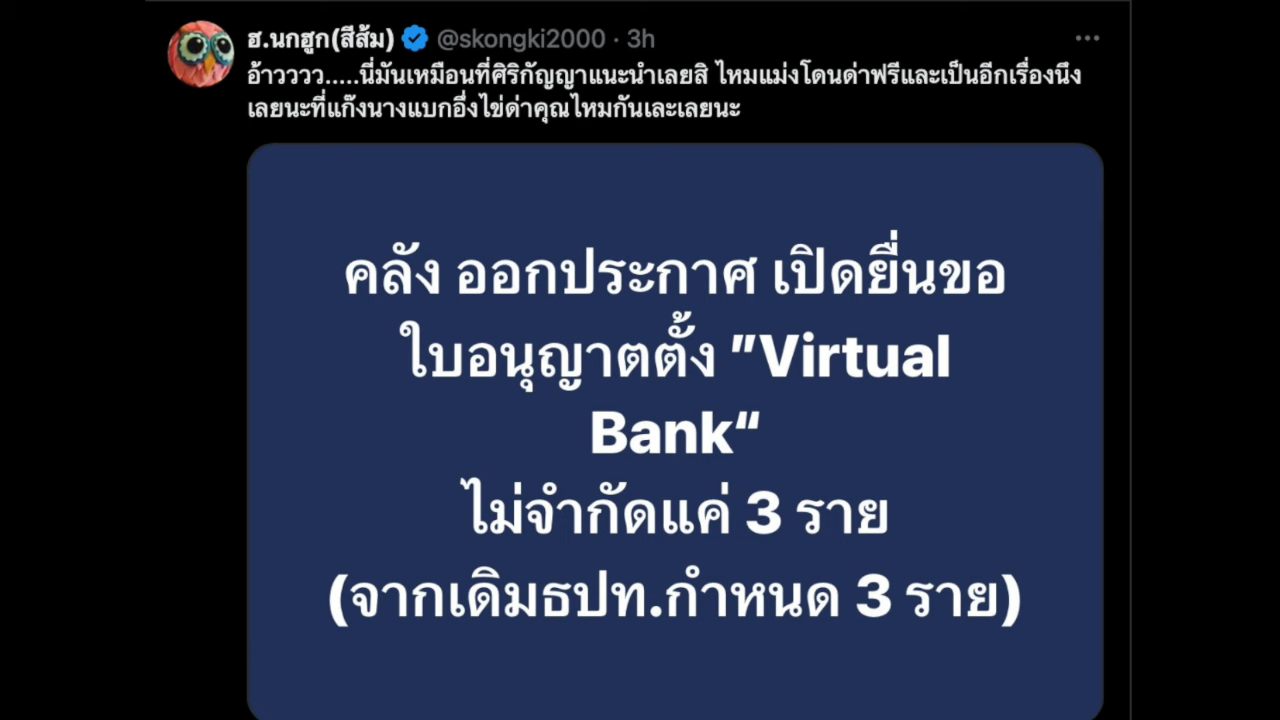 ฮ.นกฮูก(สีส้ม) @skongki2000 · 3h
อ้าวววว.....นี่มันเหมือนที่ศิริกัญญาแนะนำเลยสิ ไหมแม่งโดนด่าฟรีและเป็นอีกเรื่องนึง
เลยนะที่แก๊งนางแบกอึ่งไข่ด่าคุณไหมกันเละเลยนะ
คลัง ออกประกาศ เปิดยื่นขอ
ใบอนุญาตตั้ง "Virtual
Bank“
ไม่จำกัดแค่ 3 ราย
(จากเดิมธปท.กำหนด 3 ราย)